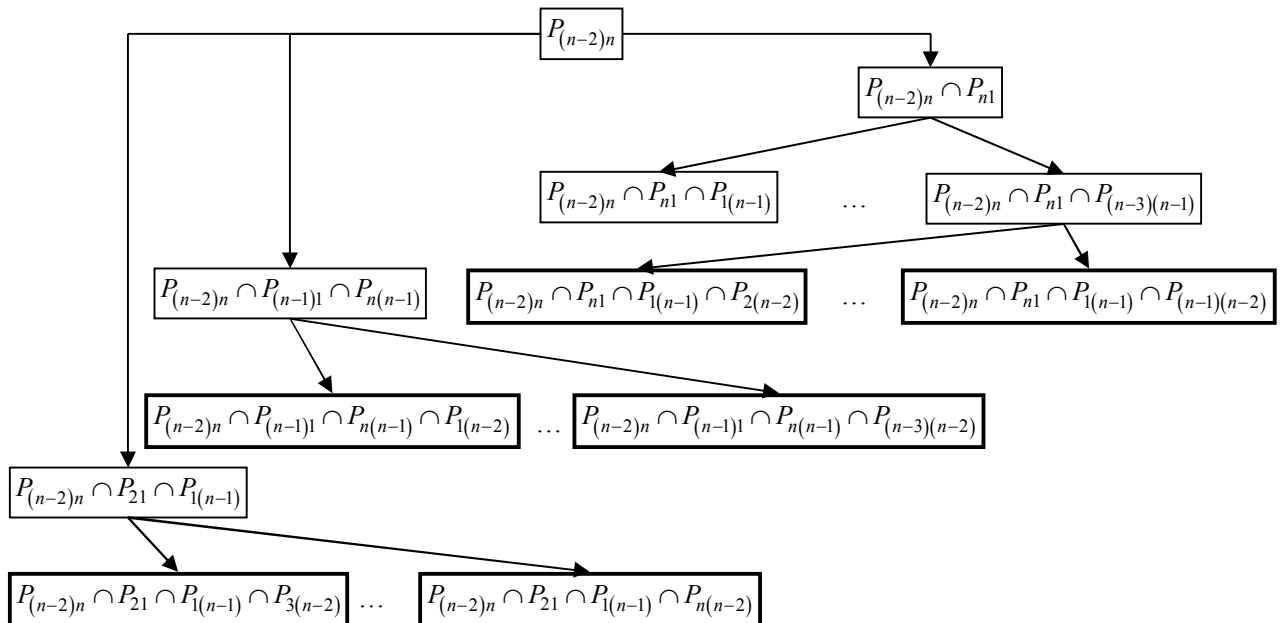 P_{(n-2)n}
P_{(n-2)n} ∩ P_{n1}
P_{(n-2)n} ∩ P_{n1} ∩ P_{1(n-1)} … P_{(n-2)n} ∩ P_{n1} ∩ P_{(n-3)(n-1)}
P_{(n-2)n} ∩ P_{(n-1)1} ∩ P_{n(n-1)} P_{(n-2)n} ∩ P_{n1} ∩ P_{1(n-1)} ∩ P_{2(n-2)} … P_{(n-2)n} ∩ P_{n1} ∩ P_{1(n-1)} ∩ P_{(n-1)(n-2)}
P_{(n-2)n} ∩ P_{(n-1)1} ∩ P_{n(n-1)} ∩ P_{1(n-2)} … P_{(n-2)n} ∩ P_{(n-1)1} ∩ P_{n(n-1)} ∩ P_{(n-3)(n-2)}
P_{(n-2)n} ∩ P_{21} ∩ P_{1(n-1)}
P_{(n-2)n} ∩ P_{21} ∩ P_{1(n-1)} ∩ P_{3(n-2)} … P_{(n-2)n} ∩ P_{21} ∩ P_{1(n-1)} ∩ P_{n(n-2)}